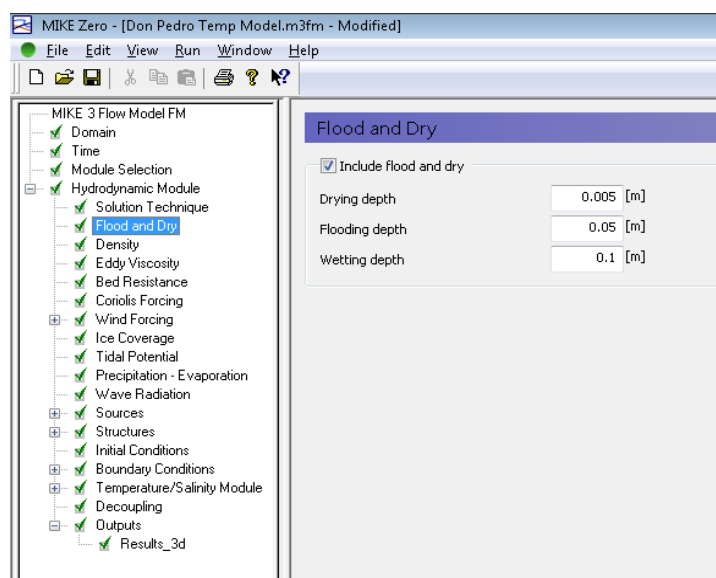 MIKE Zero - [Don Pedro Temp Model.m3fm - Modified]
File Edit View Run Window Help
MIKE 3 Flow Model FM
Domain
Time
Module Selection
Hydrodynamic Module
Solution Technique
Flood and Dry
Density
Eddy Viscosity
Bed Resistance
Coriolis Forcing
Wind Forcing
Ice Coverage
Tidal Potential
Precipitation - Evaporation
Wave Radiation
Sources
Structures
Initial Conditions
Boundary Conditions
Temperature/Salinity Module
Decoupling
Outputs
Results_3d
Flood and Dry
Include flood and dry
Drying depth 0.005 [m]
Flooding depth 0.05 [m]
Wetting depth 0.1 [m]